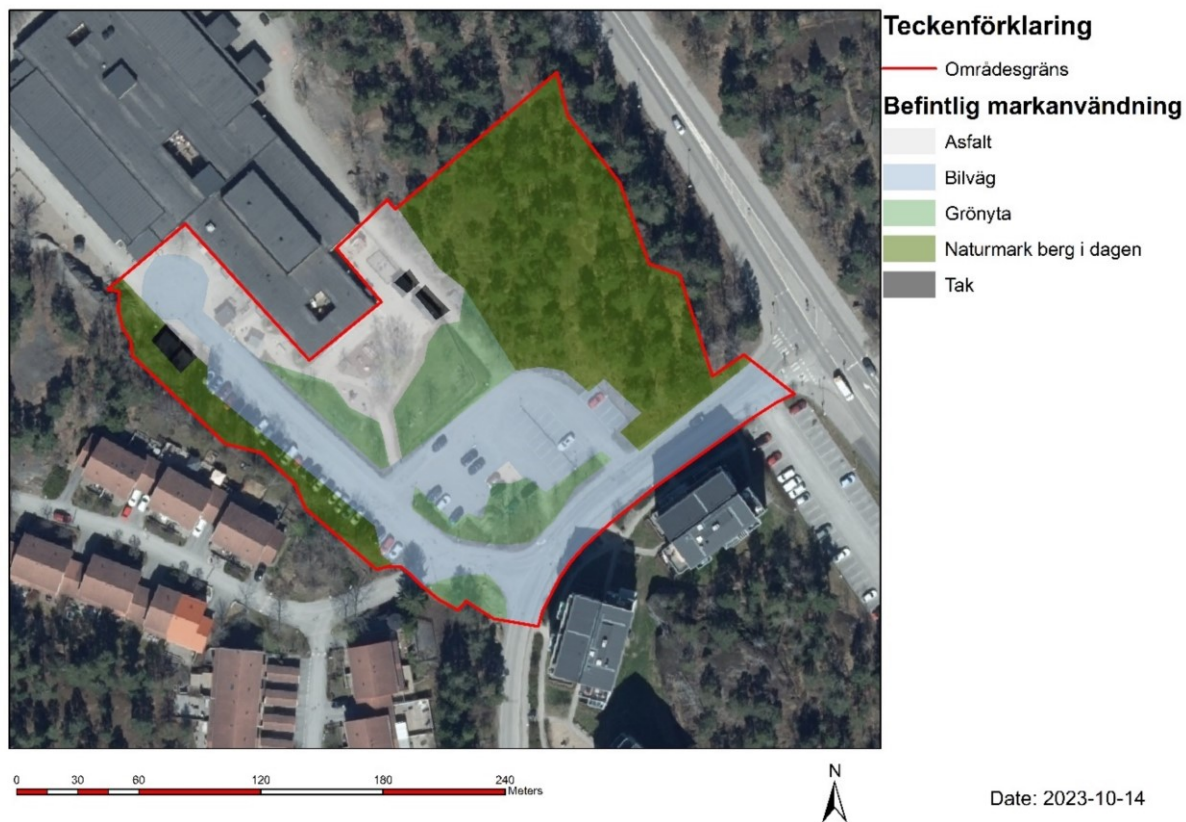 Teckenförklaring
Områdesgräns
Befintlig markanvändning
Asfalt
Bilväg
Grönyta
Naturmark berg i dagen
Tak
0 30 60 120 180 240
Meters
N
Date: 2023-10-14